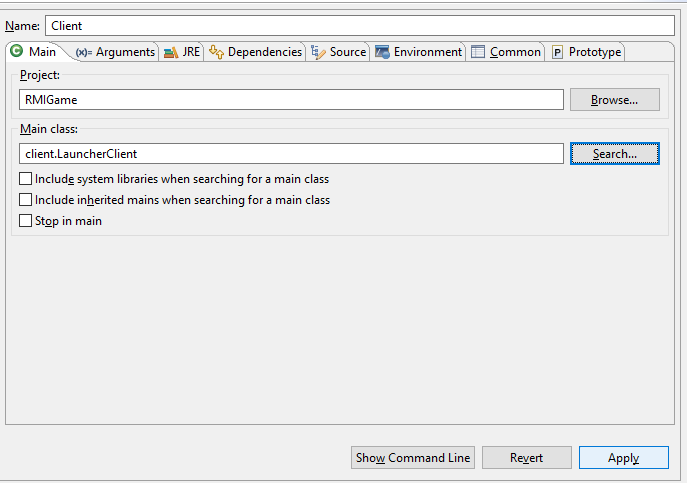 Name: Client
Main (x)= Arguments JRE Dependencies Source Environment Common Prototype
Project:
RMIGame Browse...
Main class:
client.LauncherClient Search...
Include system libraries when searching for a main class
Include inherited mains when searching for a main class
Stop in main
Show Command Line Revert Apply